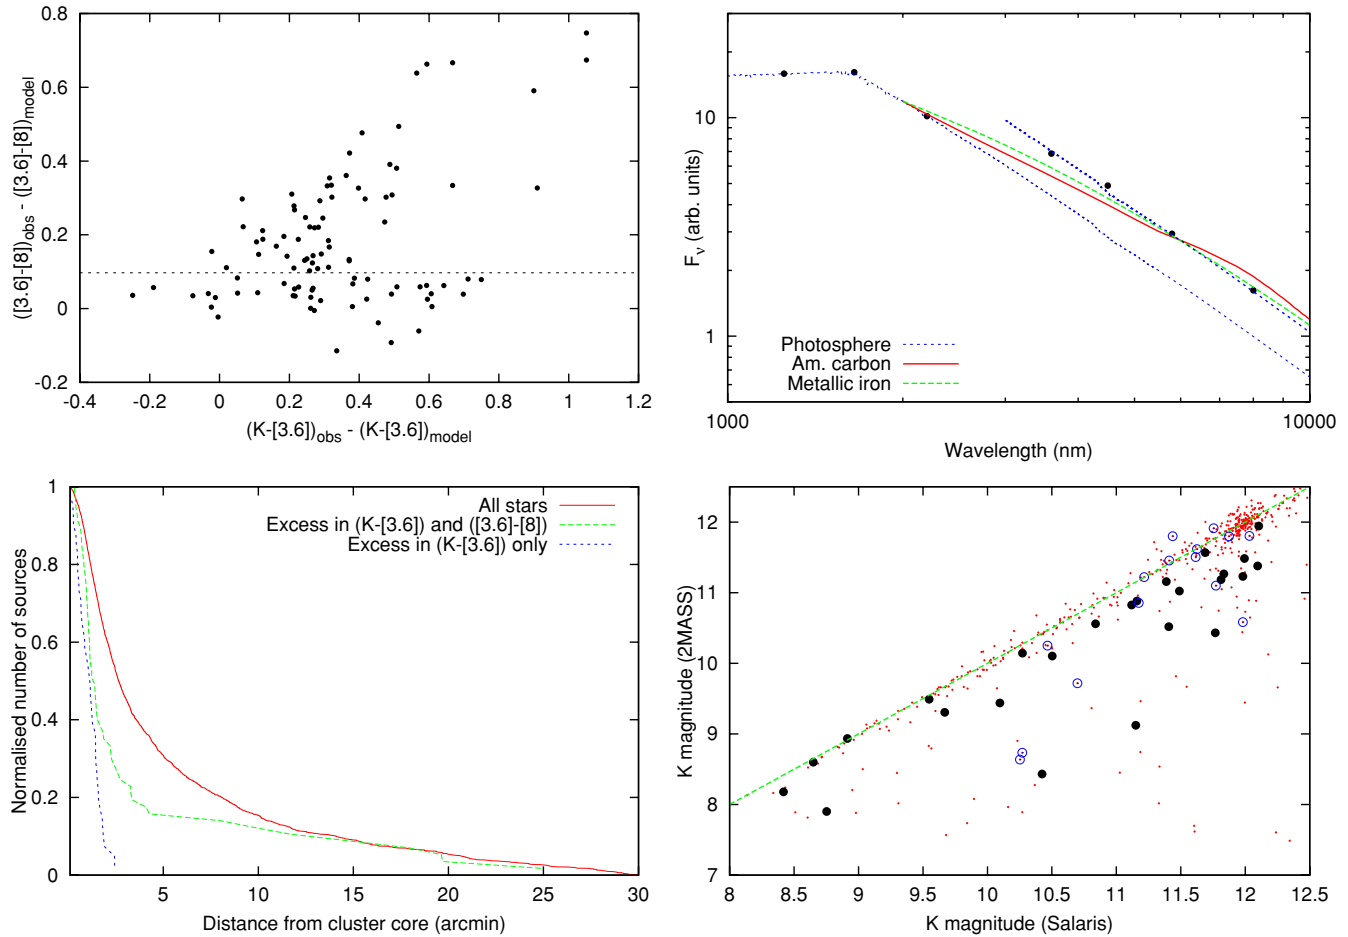 0.8
0.6
0.4
0.2
0
-0.2
-0.4 -0.2 0 0.2 0.4 0.6 0.8 1 1.2
([3.6]-[8])obs - ([3.6]-[8])model
(K-[3.6])obs - (K-[3.6])model
10
1
1000 10000
Fν (arb. units)
Wavelength (nm)
Photosphere
Am. carbon
Metallic iron
1
0.8
0.6
0.4
0.2
0
5 10 15 20 25 30
Normalised number of sources
Distance from cluster core (arcmin)
All stars
Excess in (K-[3.6]) and ([3.6]-[8])
Excess in (K-[3.6]) only
12
11
10
9
8
7
8 8.5 9 9.5 10 10.5 11 11.5 12 12.5
K magnitude (2MASS)
K magnitude (Salaris)